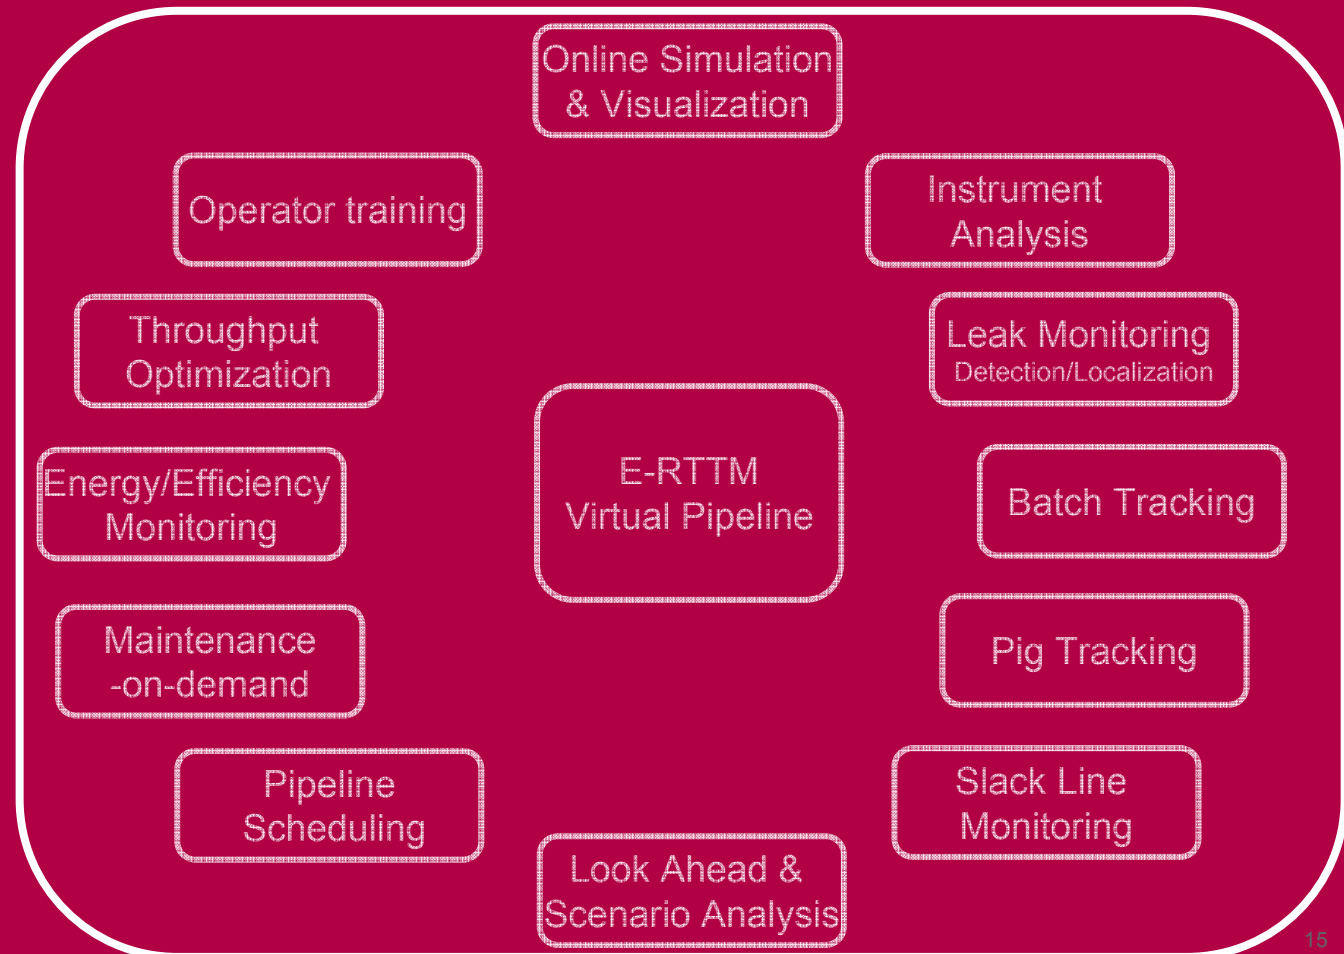 Online Simulation
& Visualization
Operator training
Instrument
Analysis
Throughput
Optimization
Leak Monitoring
Detection/Localization
Energy/Efficiency
Monitoring
E-RTTM
Virtual Pipeline
Batch Tracking
Maintenance
-on-demand
Pig Tracking
Pipeline
Scheduling
Slack Line
Monitoring
Look Ahead &
Scenario Analysis
15